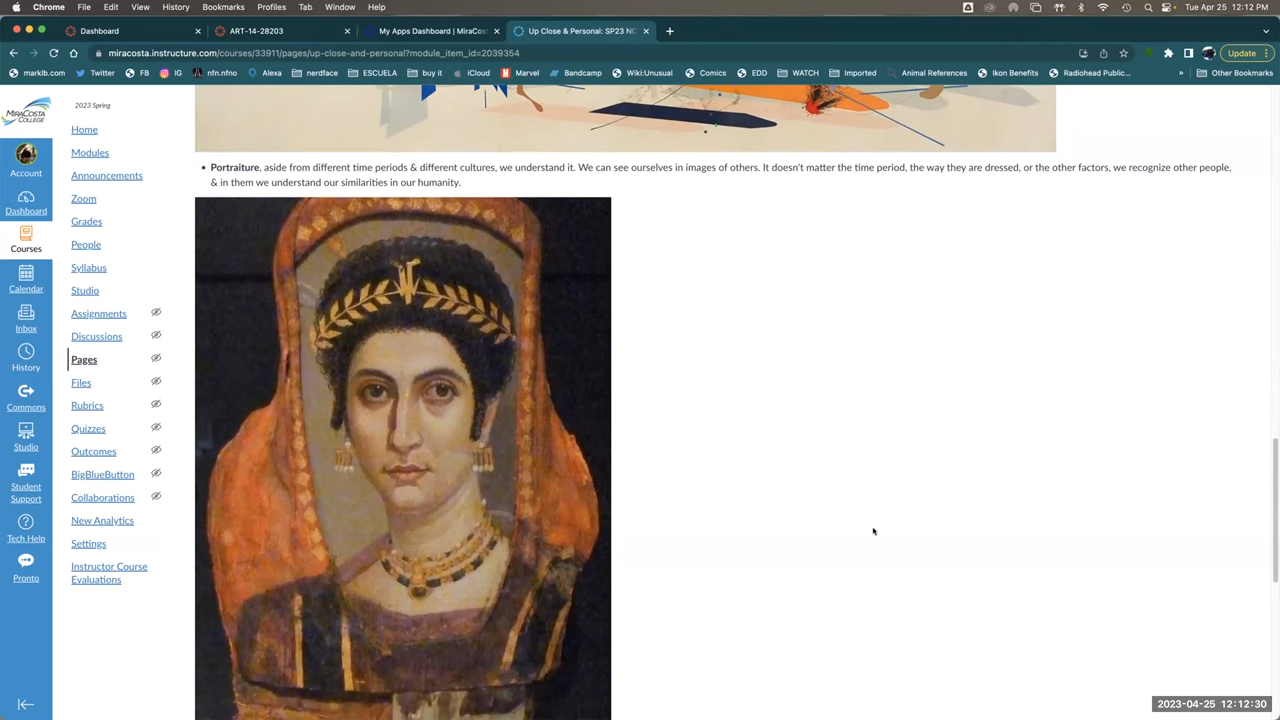 Chrome File Edit View History Bookmarks Profiles Tab Window Help
Tue Apr 25 12:12 PM
Dashboard
ART-14-28203
My Apps Dashboard | MiraCos
Up Close & Personal: SP23 NC
miracosta.instructure.com/courses/33911/pages/up-close-and-personal?module_item_id=2039354
Update
marklb.com Twitter FB IG nfn.nfno Alexa nerdface ESCUELA buy it iCloud Marvel Bandcamp Wiki:Unusual Comics EDD WATCH Imported Animal References Ikon Benefits Radiohead Public... » Other Bookmarks
MIRACOSTA
COLLEGE
Account
Dashboard
Courses
Calendar
Inbox
History
Commons
Studio
Student
Support
Tech Help
Pronto
2023 Spring
Home
Modules
Announcements
Zoom
Grades
People
Syllabus
Studio
Assignments
Discussions
Pages
Files
Rubrics
Quizzes
Outcomes
BigBlueButton
Collaborations
New Analytics
Settings
Instructor Course
Evaluations
• Portraiture, aside from different time periods & different cultures, we understand it. We can see ourselves in images of others. It doesn't matter the time period, the way they are dressed, or the other factors, we recognize other people,
& in them we understand our similarities in our humanity.
2023-04-25 12:12:30